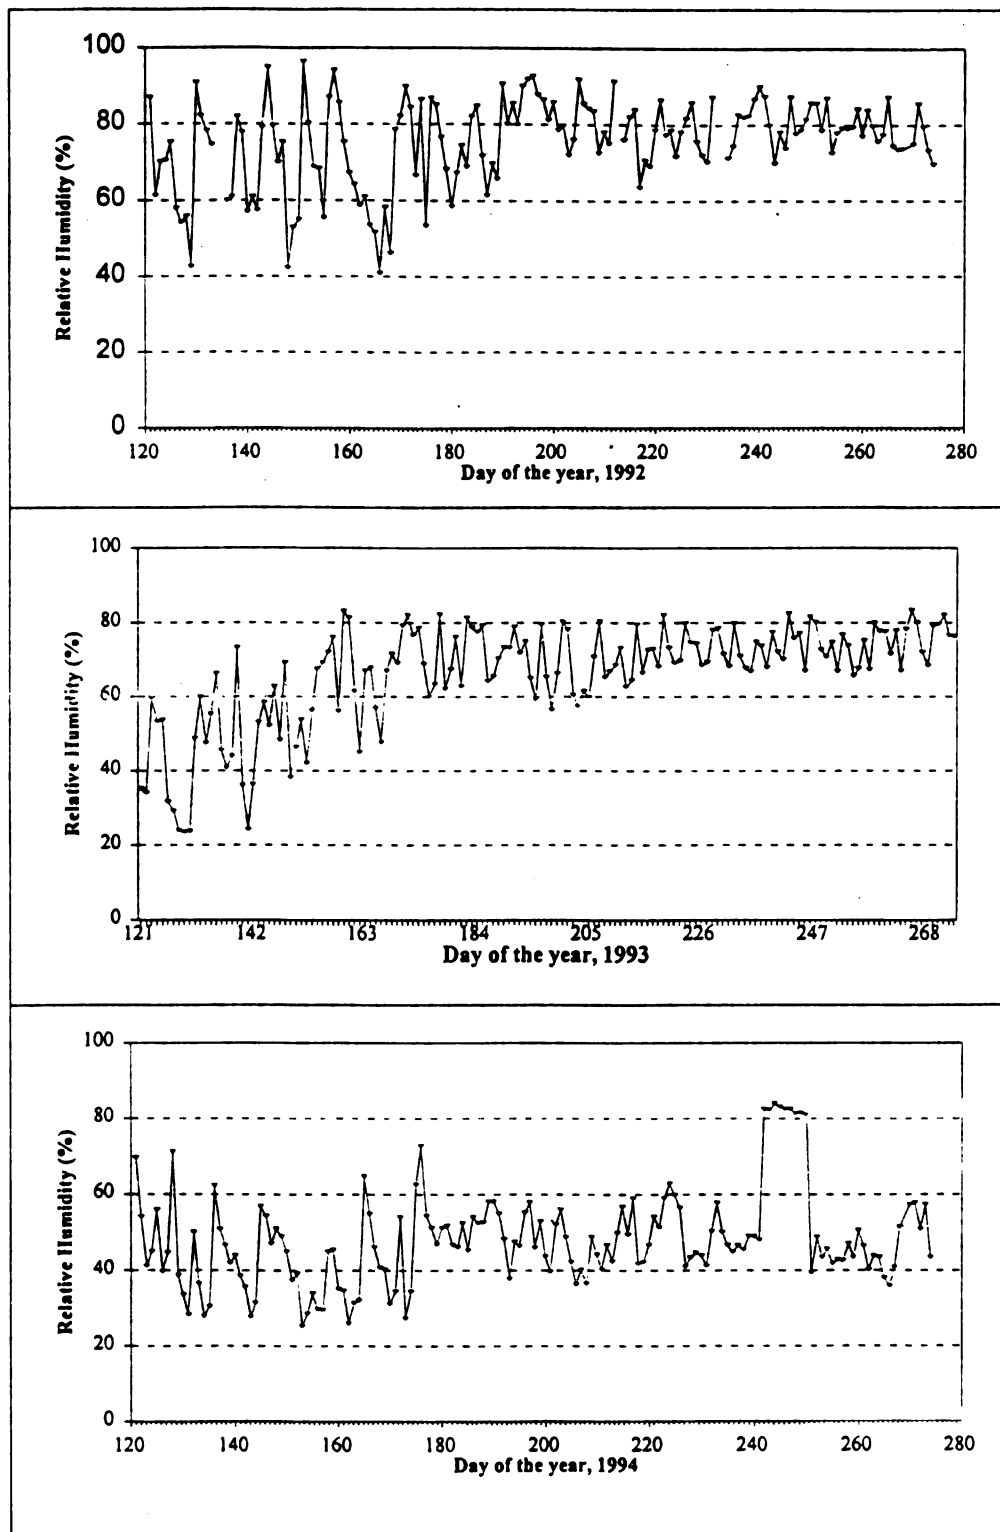 Relative Humidity (%)
100
80
60
40
20
0
120 140 160 180 200 220 240 260 280
Day of the year, 1992
Relative Humidity (%)
100
80
60
40
20
0
121 142 163 184 205 226 247 268
Day of the year, 1993
Relative Humidity (%)
100
80
60
40
20
0
120 140 160 180 200 220 240 260 280
Day of the year, 1994